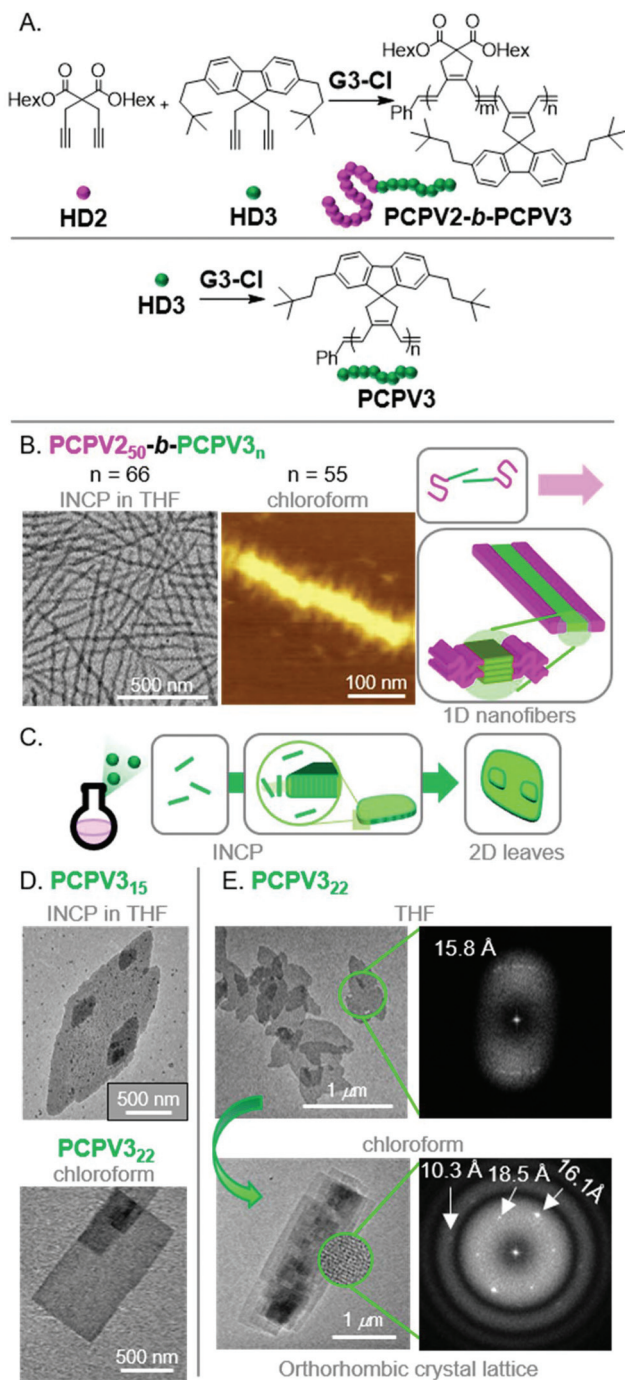 A.
O O
HexO OHex
+
G3-Cl
O O
HexO OHex
Ph m n
HD2
HD3
PCPV2-b-PCPV3
HD3
G3-Cl
Ph n
PCPV3
B. PCPV2₅₀-b-PCPV3ₙ
n = 66
INCP in THF
n = 55
chloroform
500 nm
100 nm
1D nanofibers
C.
INCP
2D leaves
D. PCPV3₁₅
INCP in THF
500 nm
PCPV3₂₂
chloroform
500 nm
E. PCPV3₂₂
THF
15.8 Å
1 μm
chloroform
10.3 Å 18.5 Å 16.1Å
1 μm
Orthorhombic crystal lattice